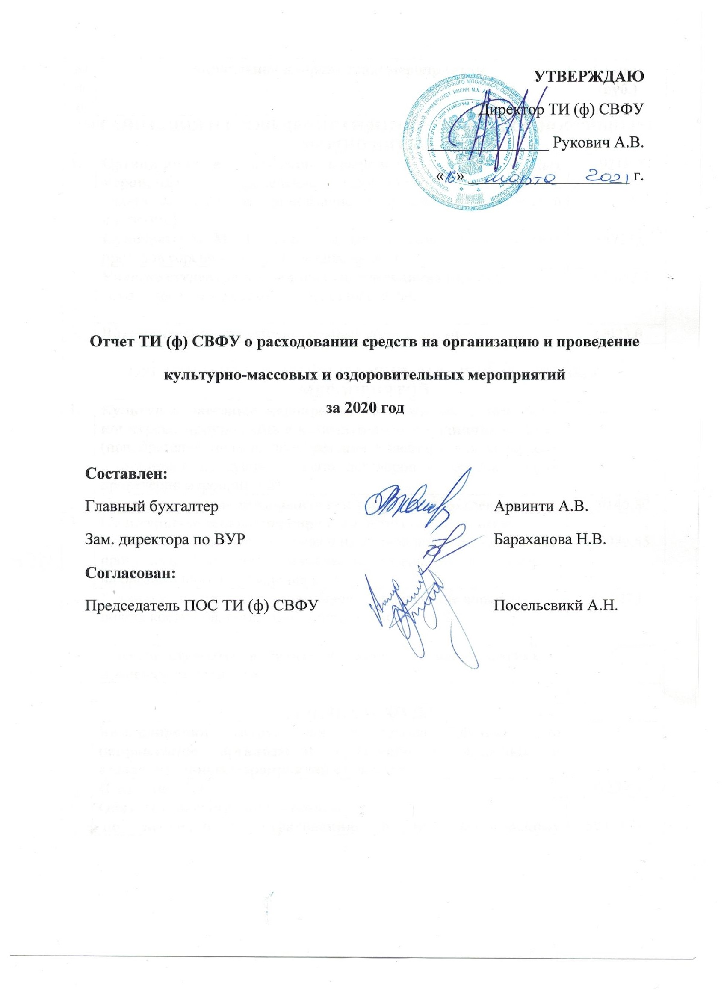 УТВЕРЖДАЮ
Директор ТИ (ф) СВФУ
Рукович А.В.
«16» марта 2021 г.
Отчет ТИ (ф) СВФУ о расходовании средств на организацию и проведение
культурно-массовых и оздоровительных мероприятий
за 2020 год
Составлен:
Главный бухгалтер Арвинти А.В.
Зам. директора по ВУР Бараханова Н.В.
Согласован:
Председатель ПОС ТИ (ф) СВФУ Посельсвикй А.Н.